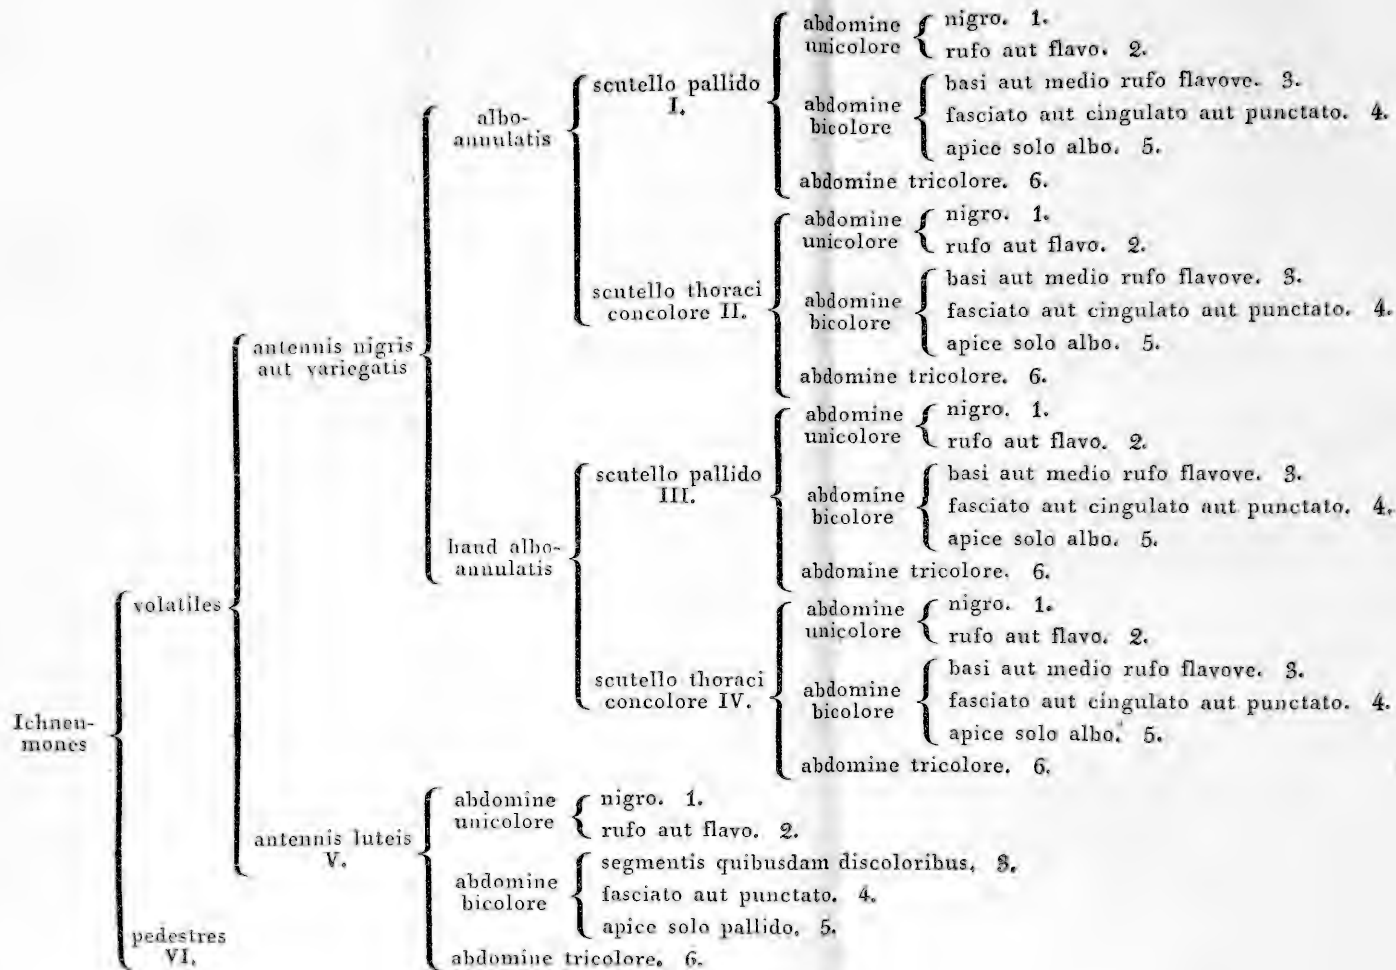 Ichneu-
mones
volatiles
antennis nigris
aut variegatis
albo-
annulatis
scutello pallido
I.
abdomine
unicolore
nigro. 1.
rufo aut flavo. 2.
abdomine
bicolore
basi aut medio rufo flavove. 3.
fasciato aut cingulato aut punctato. 4.
apice solo albo. 5.
abdomine tricolore. 6.
scutello thoraci
concolore II.
abdomine
unicolore
nigro. 1.
rufo aut flavo. 2.
abdomine
bicolore
basi aut medio rufo flavove. 3.
fasciato aut cingulato aut punctato. 4.
apice solo albo. 5.
abdomine tricolore. 6.
haud albo-
annulatis
scutello pallido
III.
abdomine
unicolore
nigro. 1.
rufo aut flavo. 2.
abdomine
bicolore
basi aut medio rufo flavove. 3.
fasciato aut cingulato aut punctato. 4.
apice solo albo. 5.
abdomine tricolore. 6.
scutello thoraci
concolore IV.
abdomine
unicolore
nigro. 1.
rufo aut flavo. 2.
abdomine
bicolore
basi aut medio rufo flavove. 3.
fasciato aut cingulato aut punctato. 4.
apice solo albo. 5.
abdomine tricolore. 6.
antennis luteis
V.
abdomine
unicolore
nigro. 1.
rufo aut flavo. 2.
abdomine
bicolore
segmentis quibusdam discoloribus. 3.
fasciato aut punctato. 4.
apice solo pallido. 5.
abdomine tricolore. 6.
pedestres
VI.